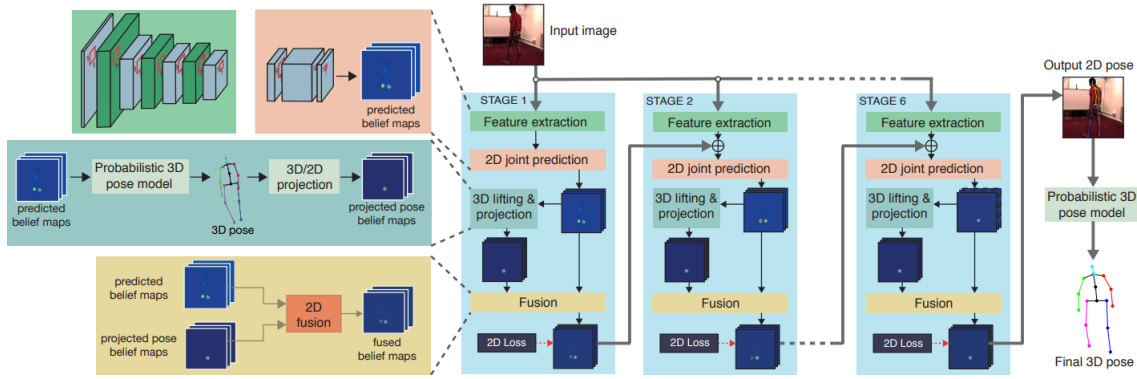 Input image
Output 2D pose
predicted
belief maps
STAGE 1
STAGE 2
STAGE 6
Feature extraction
Feature extraction
Feature extraction
2D joint prediction
2D joint prediction
2D joint prediction
predicted
belief maps
Probabilistic 3D
pose model
3D pose
3D/2D
projection
projected pose
belief maps
3D lifting &
projection
3D lifting &
projection
3D lifting &
projection
Probabilistic 3D
pose model
predicted
belief maps
projected pose
belief maps
2D
fusion
fused
belief maps
Fusion
Fusion
Fusion
2D Loss
2D Loss
2D Loss
Final 3D pose